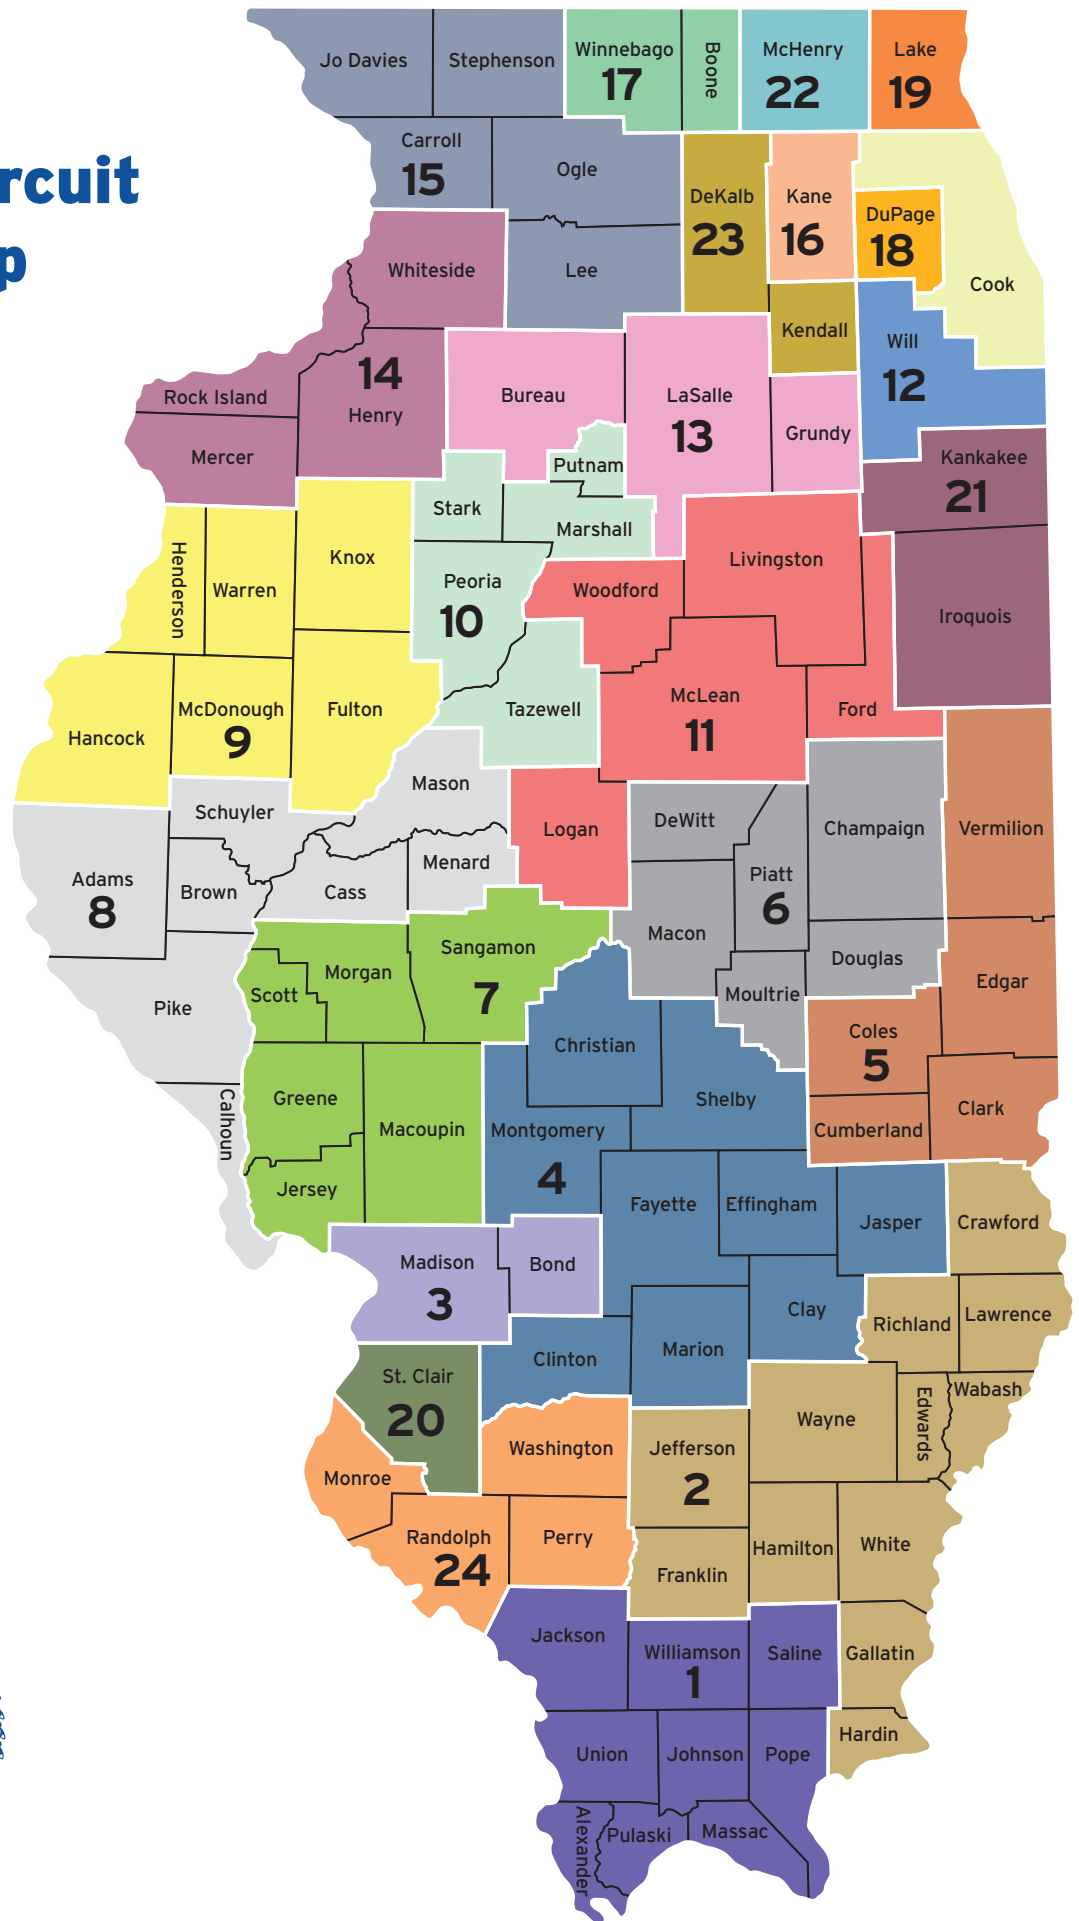 rcuit
p
Jo Davies
Stephenson
Winnebago
17
Boone
McHenry
22
Lake
19
Carroll
15
Ogle
DeKalb
23
Kane
16
DuPage
18
Cook
Whiteside
Lee
Kendall
Will
12
14
Henry
Rock Island
Mercer
Bureau
LaSalle
13
Grundy
Kankakee
21
Putnam
Stark
Marshall
Henderson
Warren
Knox
Peoria
10
Woodford
Livingston
Iroquois
Hancock
McDonough
9
Fulton
Tazewell
McLean
11
Ford
Mason
Schuyler
Logan
DeWitt
Champaign
Vermilion
Adams
8
Brown
Cass
Menard
Piatt
6
Macon
Sangamon
7
Morgan
Scott
Douglas
Edgar
Moultrie
Pike
Christian
Coles
5
Shelby
Calhoun
Greene
Macoupin
Montgomery
4
Cumberland
Clark
Jersey
Fayette
Effingham
Jasper
Crawford
Madison
3
Bond
Clay
Richland
Lawrence
Clinton
Marion
St. Clair
20
Wayne
Edwards
Wabash
Washington
Jefferson
2
Monroe
Randolph
24
Perry
Hamilton
White
Franklin
Jackson
Williamson
1
Saline
Gallatin
Hardin
Union
Johnson
Pope
Alexander
Pulaski
Massac